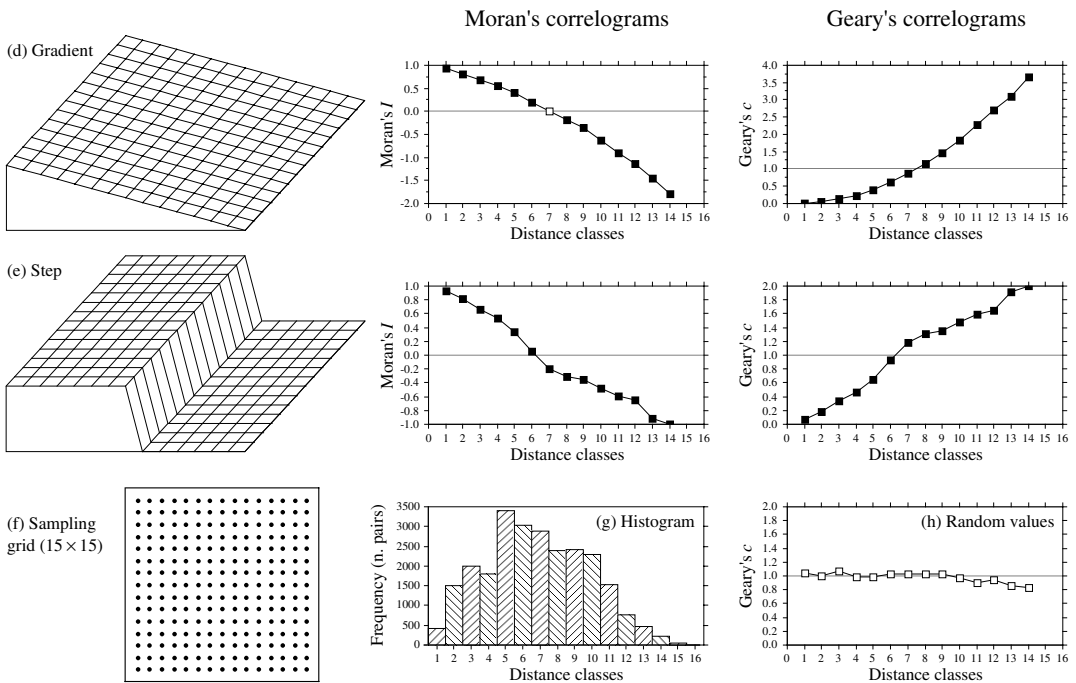 Moran's correlograms
Geary's correlograms
(d) Gradient
Moran's I
1.0
0.5
0.0
-0.5
-1.0
-1.5
-2.0
0 1 2 3 4 5 6 7 8 9 10 11 12 13 14 15 16
Distance classes
Geary's c
4.0
3.5
3.0
2.5
2.0
1.0
0.5
0.0
0 1 2 3 4 5 6 7 8 9 10 11 12 13 14 15 16
Distance classes
(e) Step
Moran's I
1.0
0.8
0.6
0.4
0.2
0.0
-0.2
-0.4
-0.6
-0.8
-1.0
0 1 2 3 4 5 6 7 8 9 10 11 12 13 14 15 16
Distance classes
Geary's c
2.0
1.8
1.6
1.4
1.2
1.0
0.8
0.6
0.4
0.2
0.0
0 1 2 3 4 5 6 7 8 9 10 11 12 13 14 15 16
Distance classes
(f) Sampling
grid (15 × 15)
(g) Histogram
Frequency (n. pairs)
3500
3000
2500
2000
1500
1000
500
0
1 2 3 4 5 6 7 8 9 10 11 12 13 14 15 16
Distance classes
(h) Random values
Geary's c
2.0
1.8
1.6
1.4
1.2
1.0
0.8
0.6
0.4
0.2
0.0
0 1 2 3 4 5 6 7 8 9 10 11 12 13 14 15 16
Distance classes